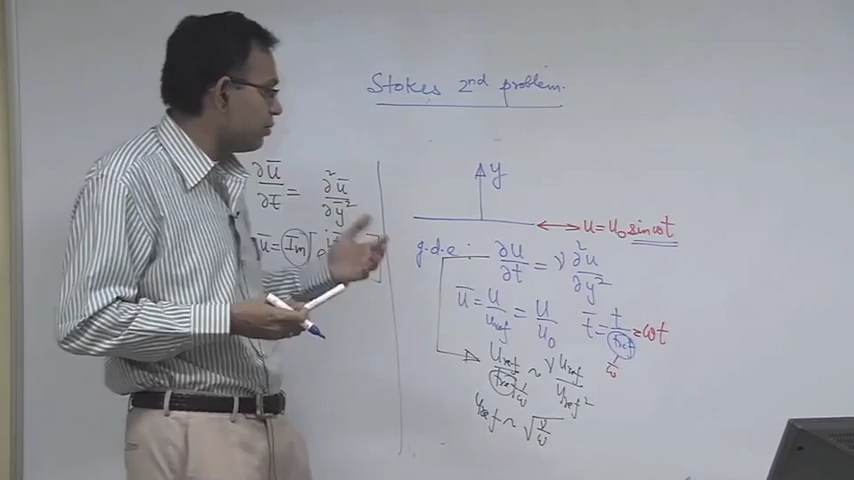 Stokes 2nd problem.
∂ū/∂t̄ = ∂²ū/∂ȳ²
ū = Im [e
y
u = u₀ sin ωt
g.d.e: ∂u/∂t = ν ∂²u/∂y²
ū = u/u_ref = u/u₀ t̄ = t/t_ref = ωt
1/ω
u_ref/t_ref ~ ν u_ref/y_ref²
1/ω
y_ref ~ √(ν/ω)